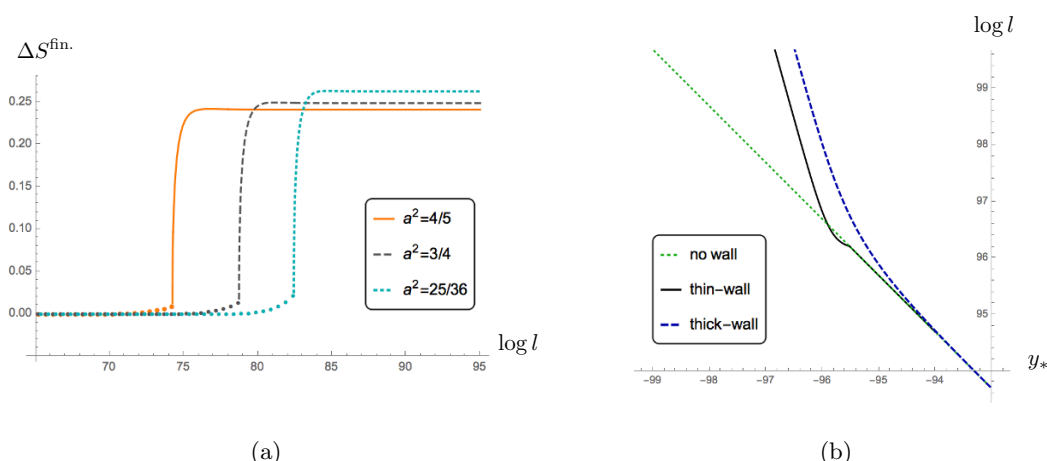 ΔS^fin.
0.25
0.20
0.15
0.10
0.05
0.00
70 75 80 85 90 95
log l
a²=4/5
a²=3/4
a²=25/36
(a)
log l
99
98
97
96
95
-99 -98 -97 -96 -95 -94
y*
no wall
thin-wall
thick-wall
(b)